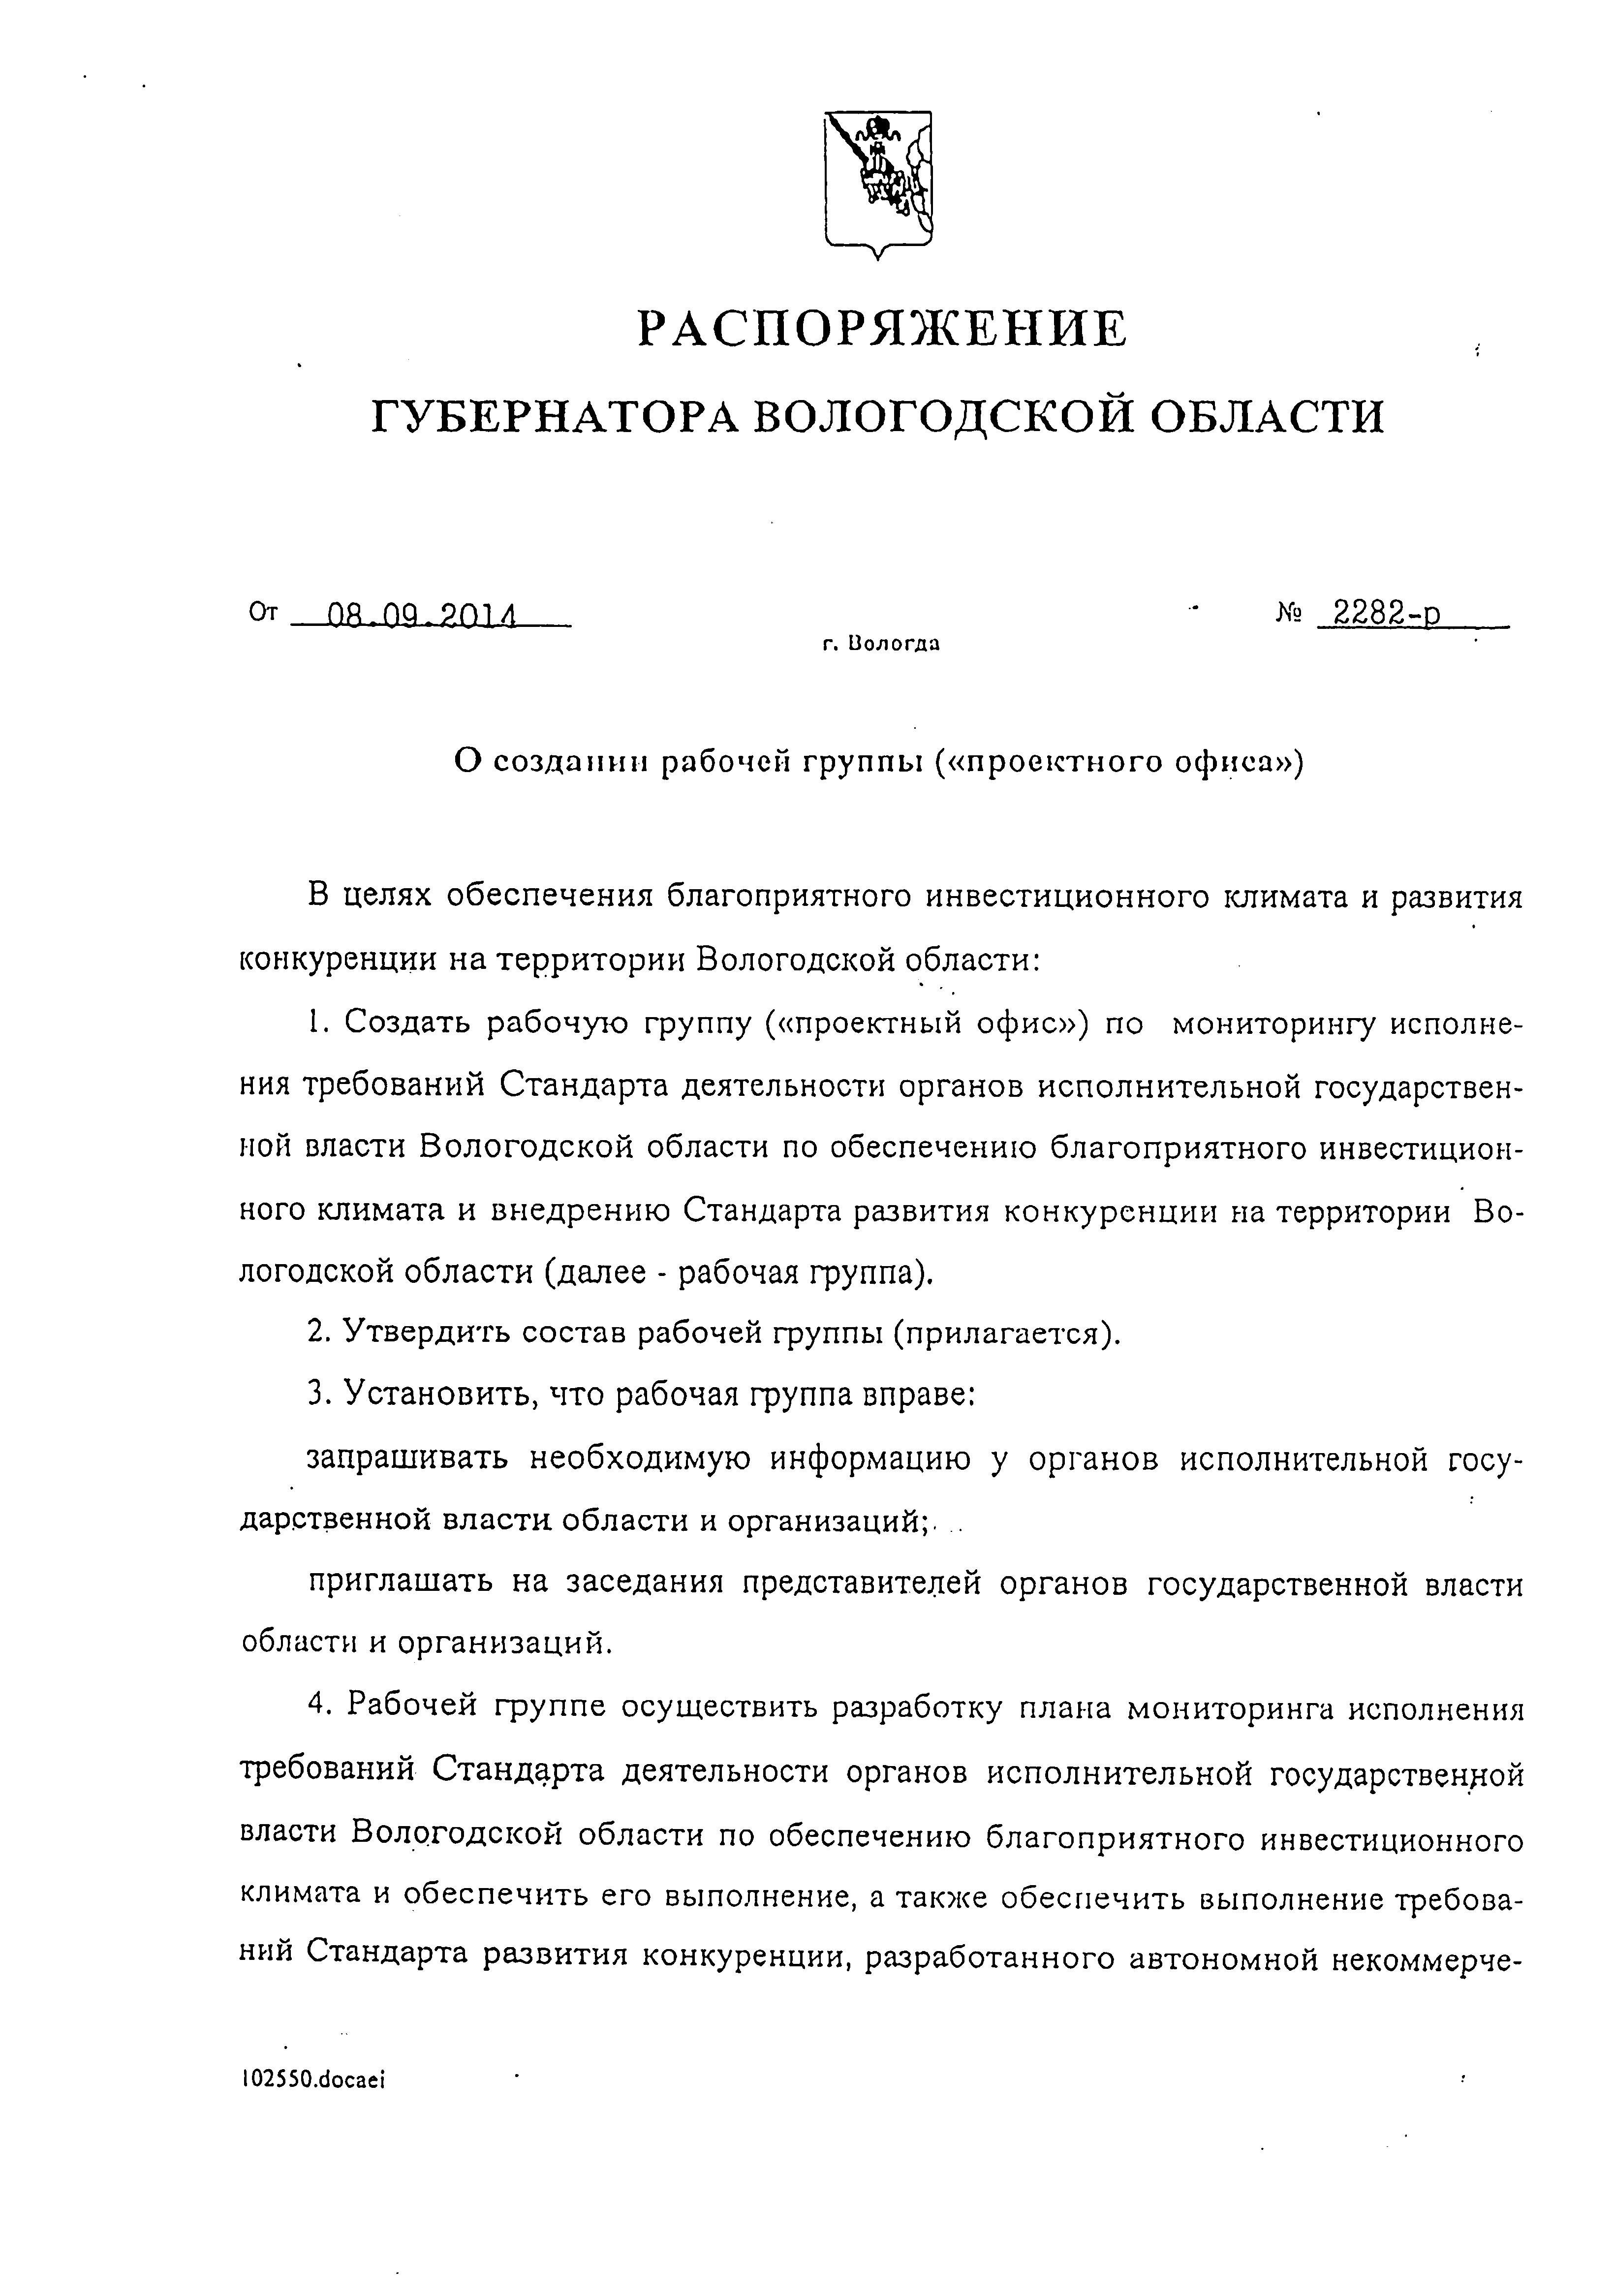 РАСПОРЯЖЕНИЕ
ГУБЕРНАТОРА ВОЛОГОДСКОЙ ОБЛАСТИ
От 08.09.2014 № 2282-р
г. Вологда
О создании рабочей группы («проектного офиса»)
В целях обеспечения благоприятного инвестиционного климата и развития
конкуренции на территории Вологодской области:
1. Создать рабочую группу («проектный офис») по мониторингу исполне-
ния требований Стандарта деятельности органов исполнительной государствен-
ной власти Вологодской области по обеспечению благоприятного инвестицион-
ного климата и внедрению Стандарта развития конкуренции на территории Во-
логодской области (далее - рабочая группа).
2. Утвердить состав рабочей группы (прилагается).
3. Установить, что рабочая группа вправе:
запрашивать необходимую информацию у органов исполнительной госу-
дарственной власти области и организаций;
приглашать на заседания представителей органов государственной власти
области и организаций.
4. Рабочей группе осуществить разработку плана мониторинга исполнения
требований Стандарта деятельности органов исполнительной государственной
власти Вологодской области по обеспечению благоприятного инвестиционного
климата и обеспечить его выполнение, а также обеспечить выполнение требова-
ний Стандарта развития конкуренции, разработанного автономной некоммерче-
102550.docaei